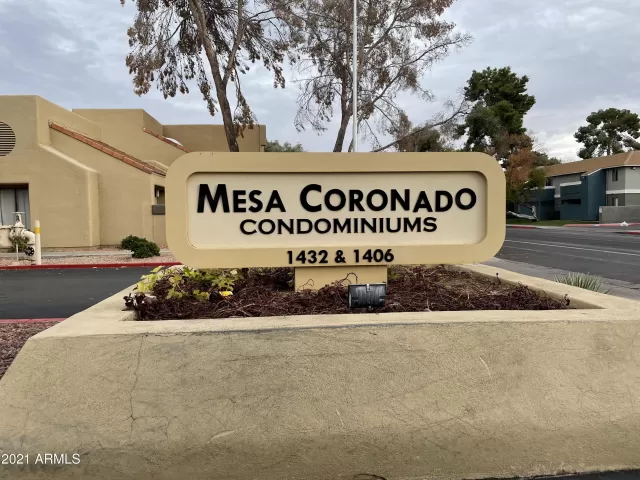 MESA CORONADO
CONDOMINIUMS
1432 & 1406
2021 ARMLS